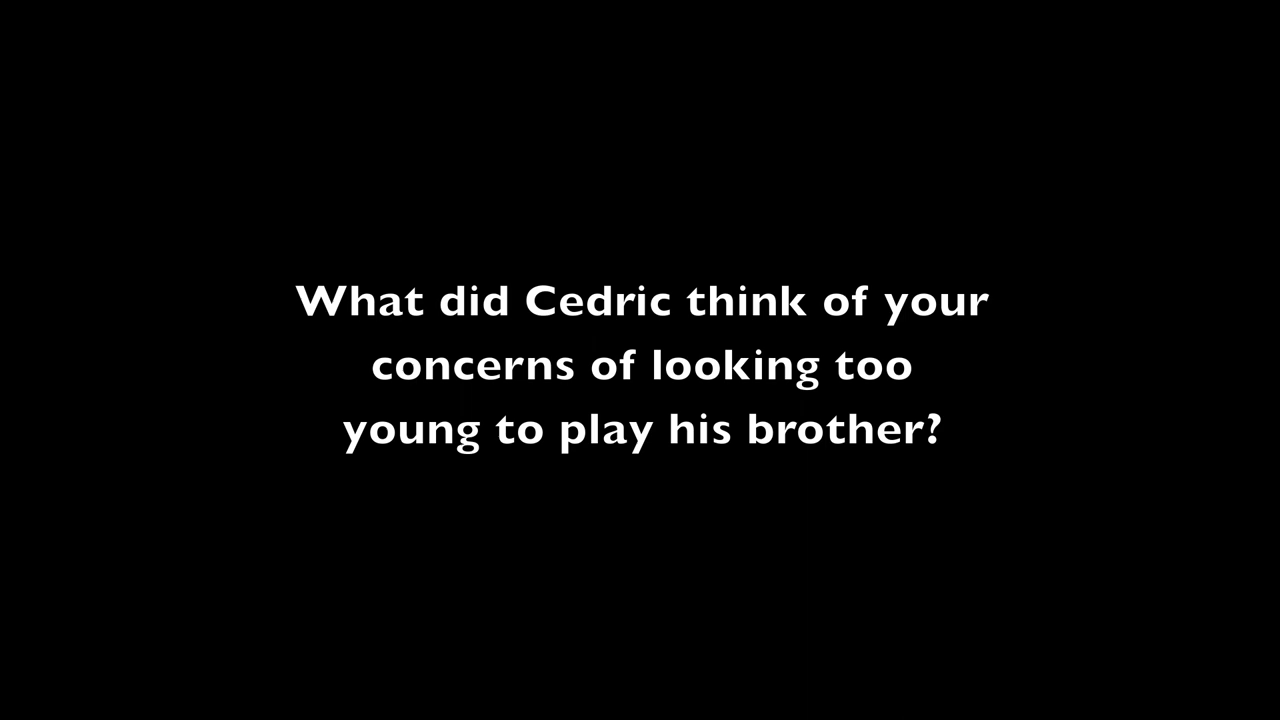 What did Cedric think of your
concerns of looking too
young to play his brother?